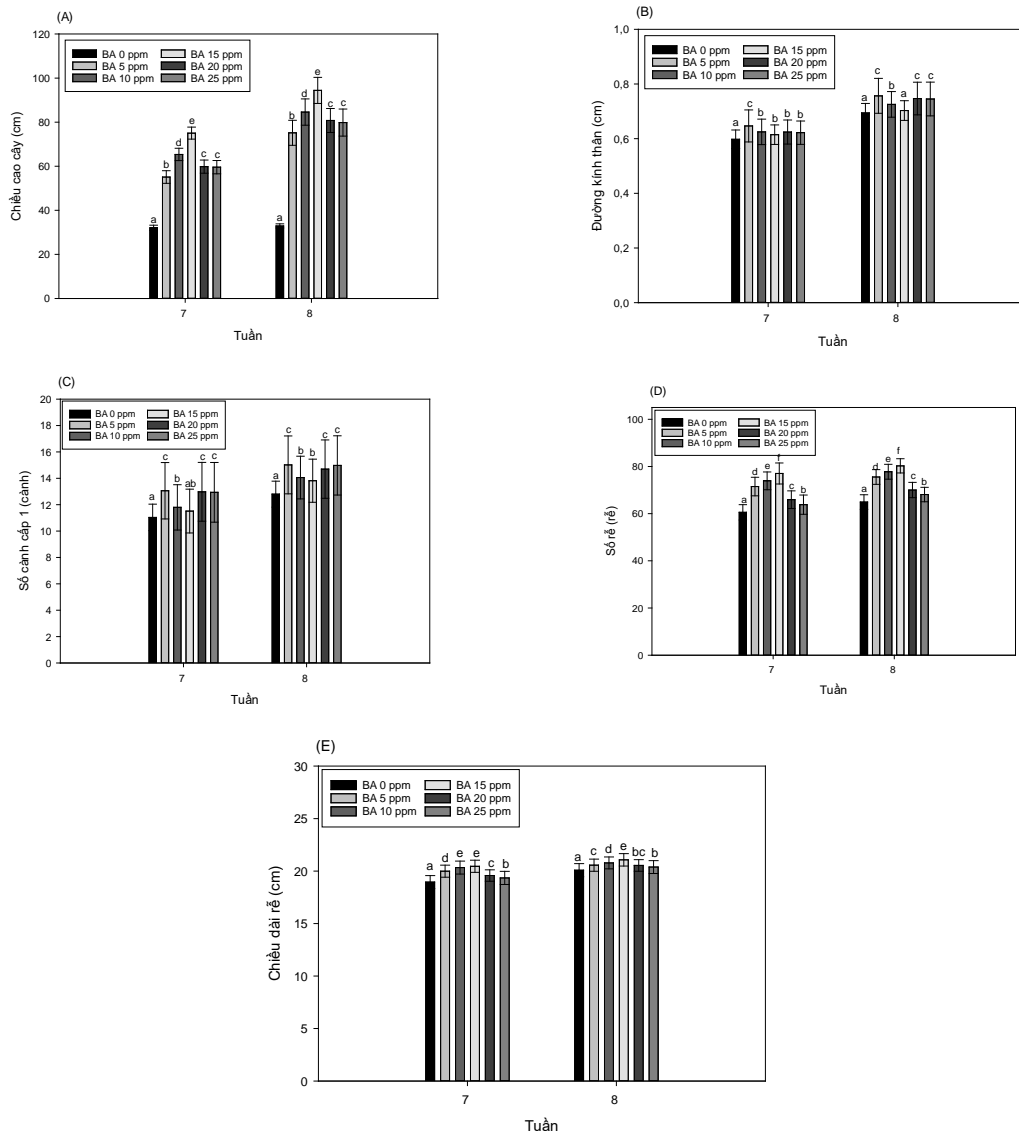 (A)
120
100
80
60
40
20
0
Chiều cao cây (cm)
BA 0 ppm BA 15 ppm
BA 5 ppm BA 20 ppm
BA 10 ppm BA 25 ppm
a b d e c c
a b d e c c
7 8
Tuần
(B)
1,0
0,8
0,6
0,4
0,2
0,0
Đường kính thân (cm)
BA 0 ppm BA 15 ppm
BA 5 ppm BA 20 ppm
BA 10 ppm BA 25 ppm
a c b b b b
a c b a c c
7 8
Tuần
(C)
20
18
16
14
12
10
8
6
4
2
0
Số cành cấp 1 (cành)
BA 0 ppm BA 15 ppm
BA 5 ppm BA 20 ppm
BA 10 ppm BA 25 ppm
a c b ab c c
a c b b c c
7 8
Tuần
(D)
100
80
60
40
20
0
Số rễ (rễ)
BA 0 ppm BA 15 ppm
BA 5 ppm BA 20 ppm
BA 10 ppm BA 25 ppm
a d e f c b
a d e f c b
7 8
Tuần
(E)
30
25
20
15
10
5
0
Chiều dài rễ (cm)
BA 0 ppm BA 15 ppm
BA 5 ppm BA 20 ppm
BA 10 ppm BA 25 ppm
a d e e c b
a c d e bc b
7 8
Tuần